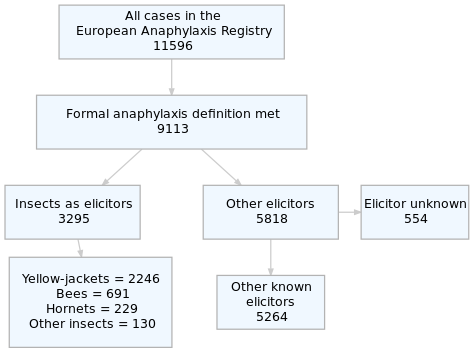 All cases in the
European Anaphylaxis Registry
11596
Formal anaphylaxis definition met
9113
Insects as elicitors
3295
Other elicitors
5818
Elicitor unknown
554
Yellow-jackets = 2246
Bees = 691
Hornets = 229
Other insects = 130
Other known
elicitors
5264